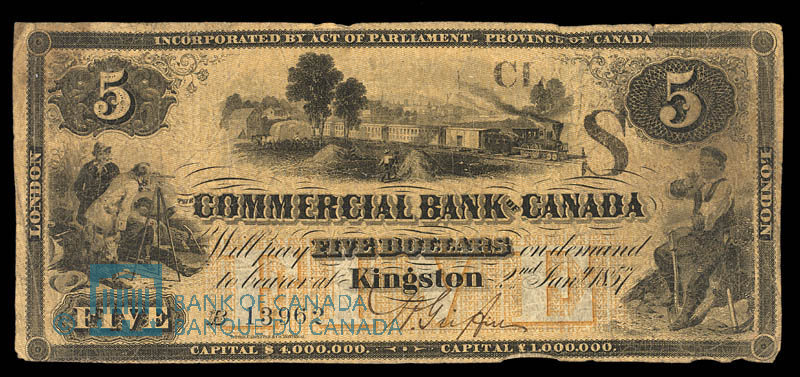 INCORPORATED BY ACT OF PARLIAMENT - PROVINCE OF CANADA
5
CL
5
S
LONDON
LONDON
THE COMMERCIAL BANK OF CANADA
Will pay FIVE DOLLARS on demand
to bearer at Kingston 2nd Jany 1857
FIVE
FIVE
B 13962
BANK OF CANADA
BANQUE DU CANADA
CAPITAL $4,000,000. CAPITAL £1,000,000.